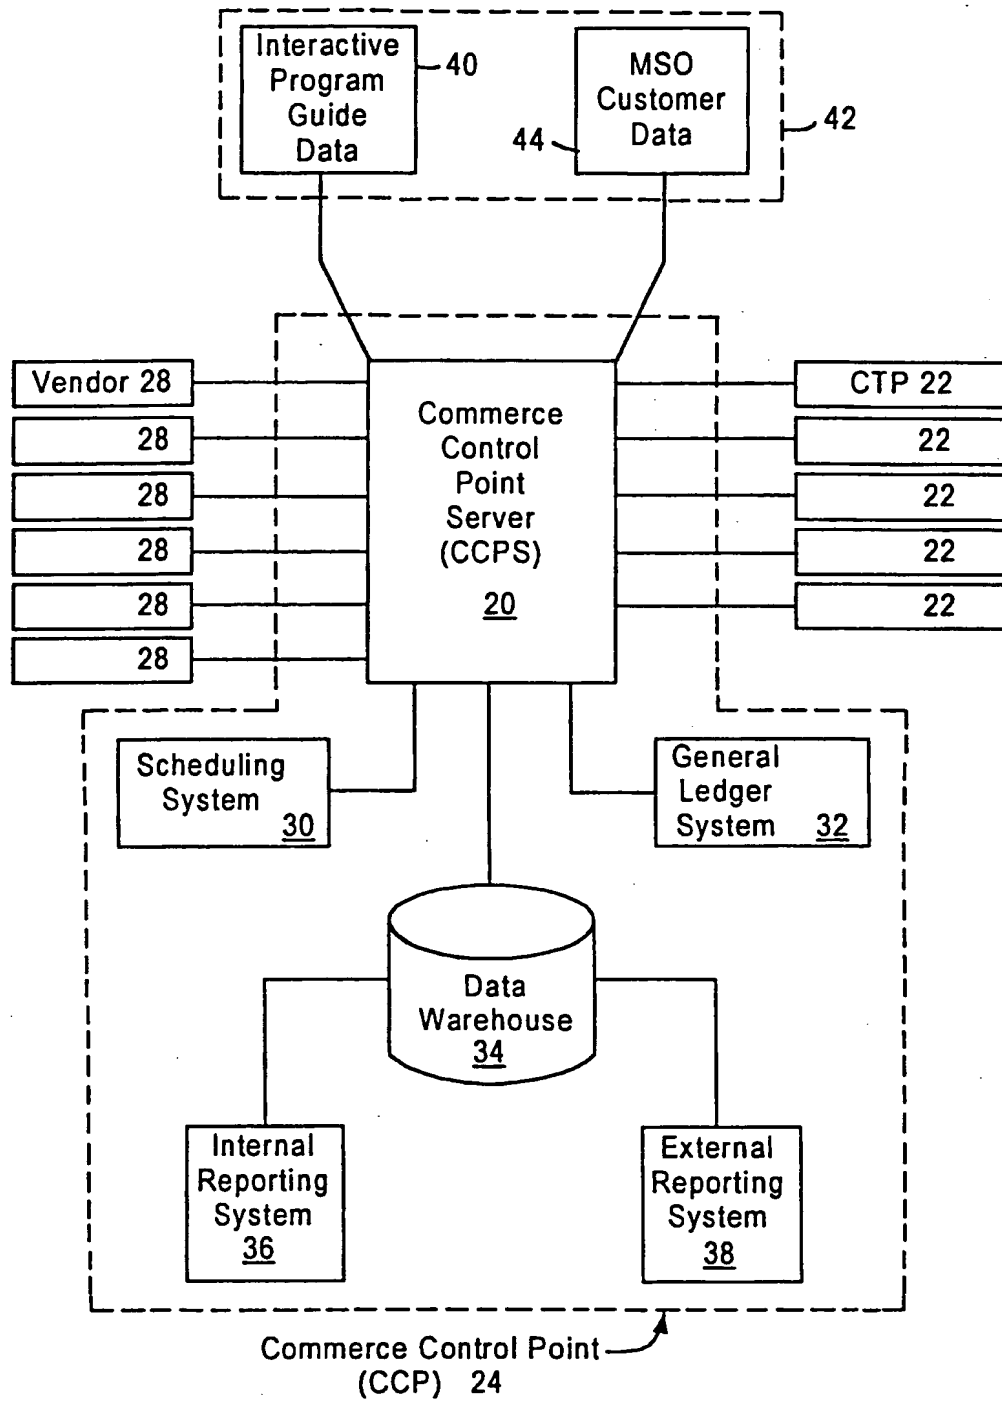 Interactive
Program
Guide
Data
40
MSO
Customer
Data
44
42
Vendor 28
28
28
28
28
28
Commerce
Control
Point
Server
(CCPS)
20
CTP 22
22
22
22
22
Scheduling
System
30
General
Ledger
System 32
Data
Warehouse
34
Internal
Reporting
System
36
External
Reporting
System
38
Commerce Control Point
(CCP) 24